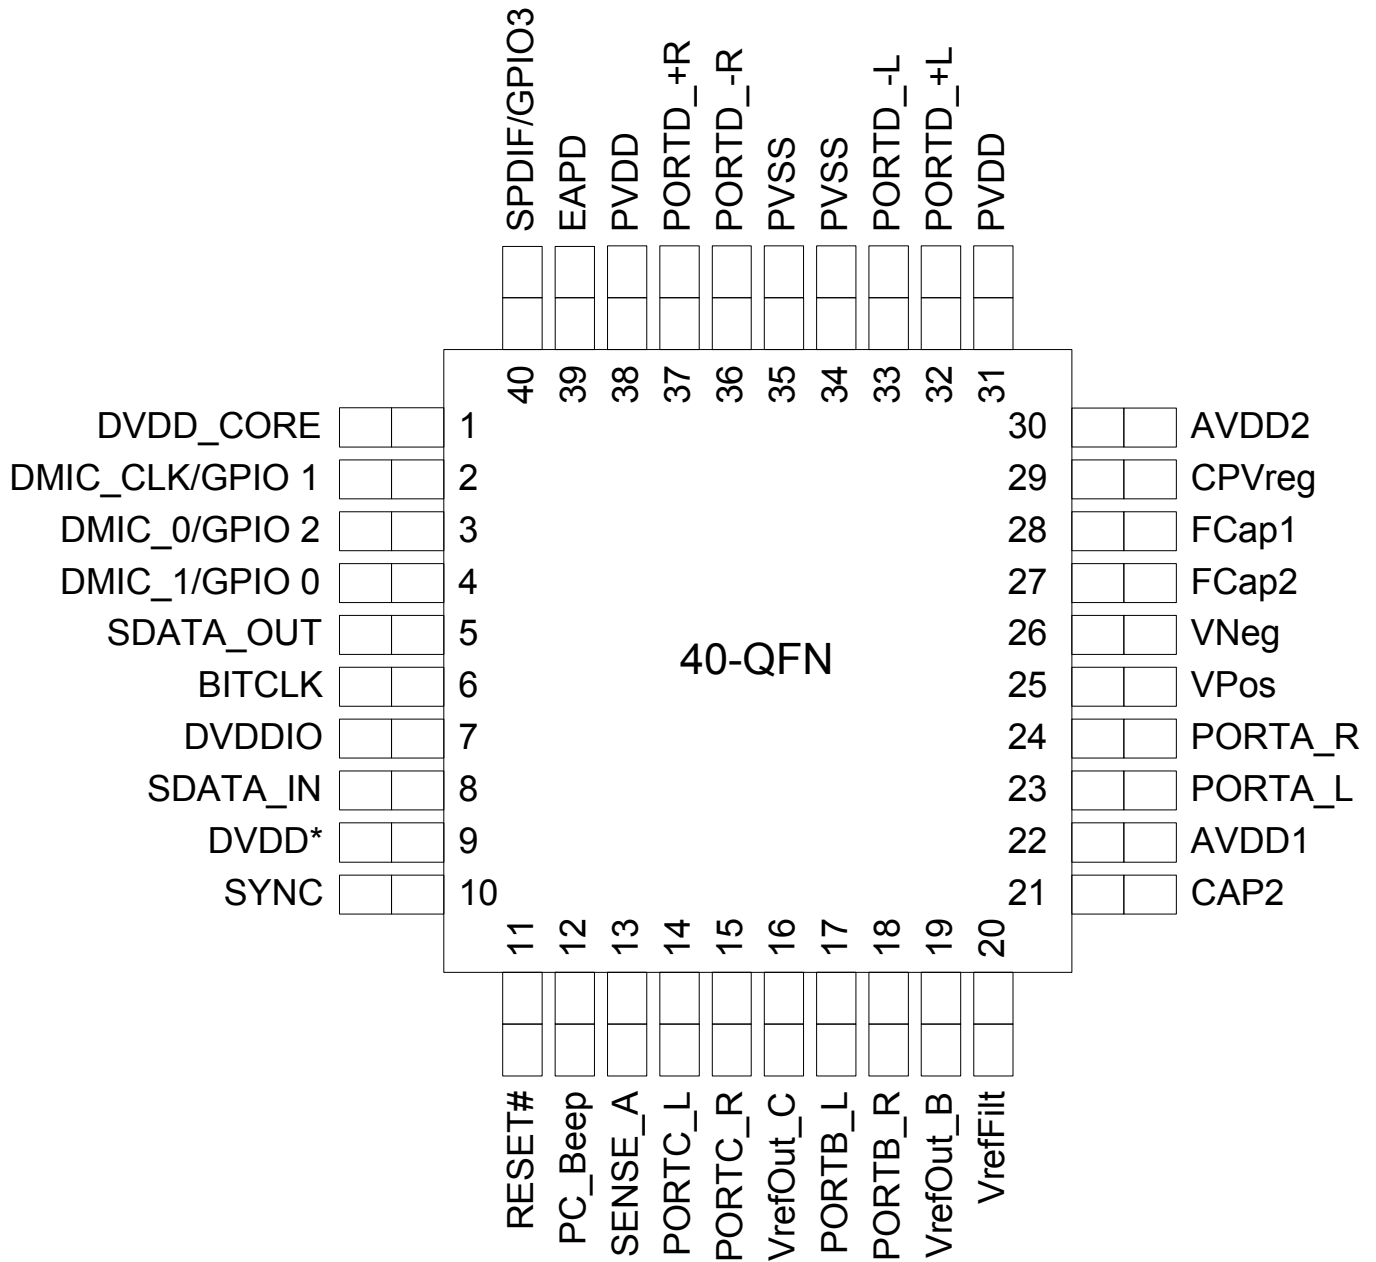 SPDIF/GPIO3
EAPD
PVDD
PORTD_+R
PORTD_-R
PVSS
PVSS
PORTD_-L
PORTD_+L
PVDD
40
39
38
37
36
35
34
33
32
31
DVDD_CORE 1
DMIC_CLK/GPIO 1 2
DMIC_0/GPIO 2 3
DMIC_1/GPIO 0 4
SDATA_OUT 5
BITCLK 6
DVDDIO 7
SDATA_IN 8
DVDD* 9
SYNC 10
40-QFN
30 AVDD2
29 CPVreg
28 FCap1
27 FCap2
26 VNeg
25 VPos
24 PORTA_R
23 PORTA_L
22 AVDD1
21 CAP2
11
12
13
14
15
16
17
18
19
20
RESET#
PC_Beep
SENSE_A
PORTC_L
PORTC_R
VrefOut_C
PORTB_L
PORTB_R
VrefOut_B
VrefFilt